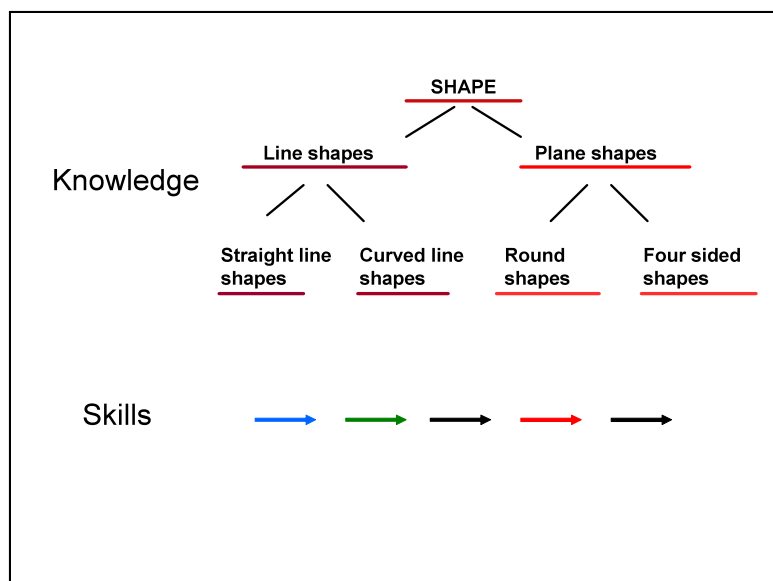 SHAPE
Line shapes
Plane shapes
Knowledge
Straight line
shapes
Curved line
shapes
Round
shapes
Four sided
shapes
Skills